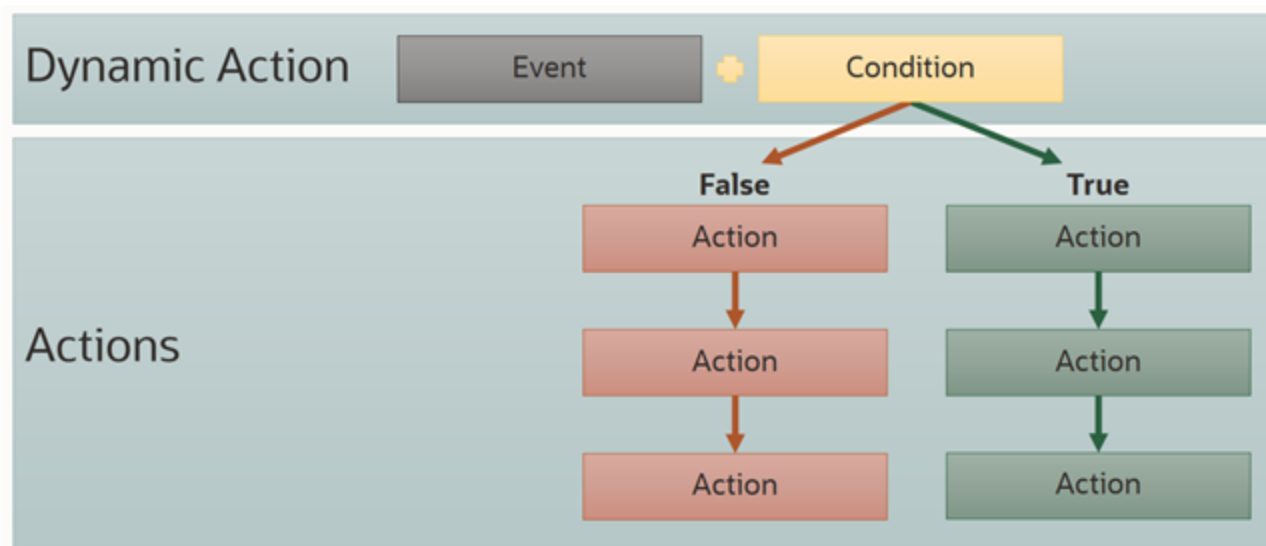 Dynamic Action
Event
Condition
False
True
Action
Action
Actions
Action
Action
Action
Action